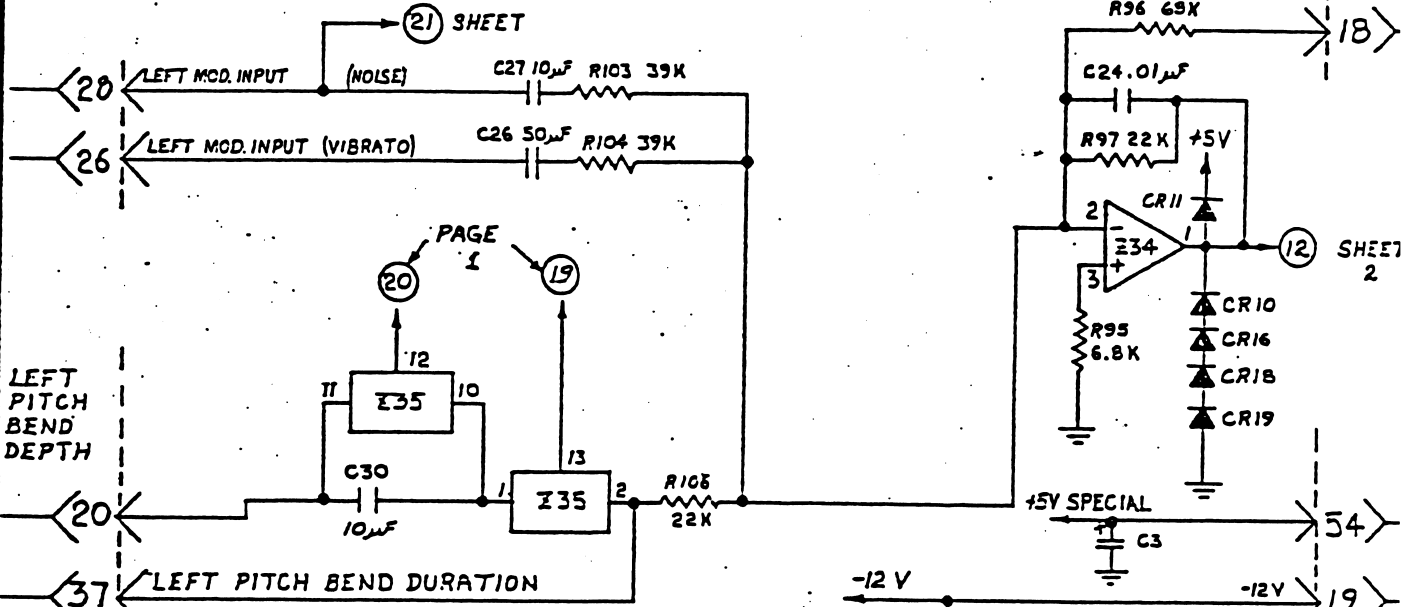 R96 68K
21 SHEET
18
28 LEFT MOD. INPUT (NOISE)
C27 10µF R103 39K
C24 .01µF
26 LEFT MOD. INPUT (VIBRATO)
C26 50µF R104 39K
R97 22K +5V
CR11
2 - 1
Z34
3 +
12 SHEET
2
PAGE
1
20 19
CR10
R95
6.8K
CR16
CR18
CR19
12
11 Z35 10
LEFT
PITCH
BEND
DEPTH
C30
10µF
13
1 Z35 2
R105
22K
20
+5V SPECIAL
54
+ C3
37 LEFT PITCH BEND DURATION
-12 V
-12V 19